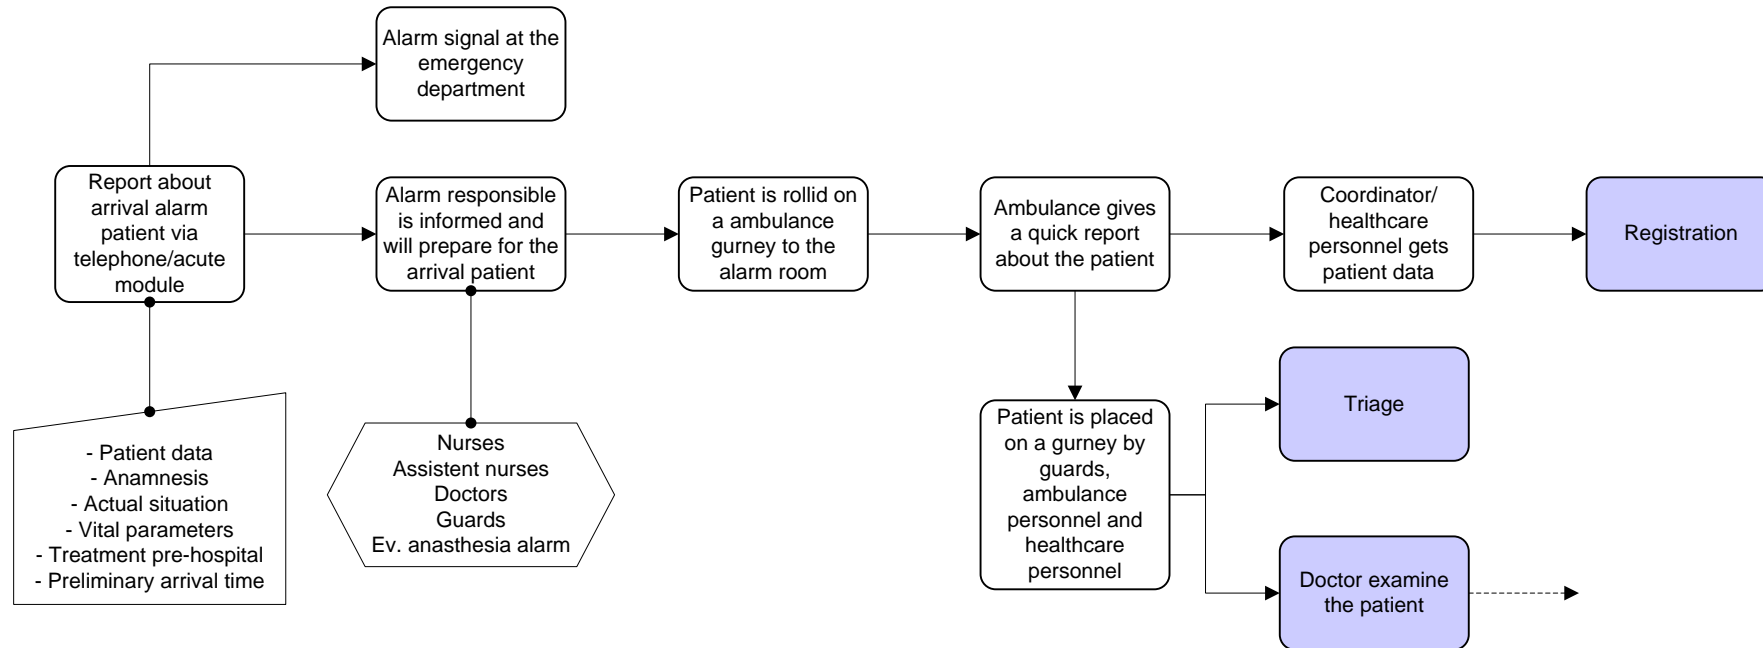 Alarm signal at the
emergency
department
Report about
arrival alarm
patient via
telephone/acute
module
Alarm responsible
is informed and
will prepare for the
arrival patient
Patient is rollid on
a ambulance
gurney to the
alarm room
Ambulance gives
a quick report
about the patient
Coordinator/
healthcare
personnel gets
patient data
Registration
- Patient data
- Anamnesis
- Actual situation
- Vital parameters
- Treatment pre-hospital
- Preliminary arrival time
Nurses
Assistent nurses
Doctors
Guards
Ev. anasthesia alarm
Patient is placed
on a gurney by
guards,
ambulance
personnel and
healthcare
personnel
Triage
Doctor examine
the patient